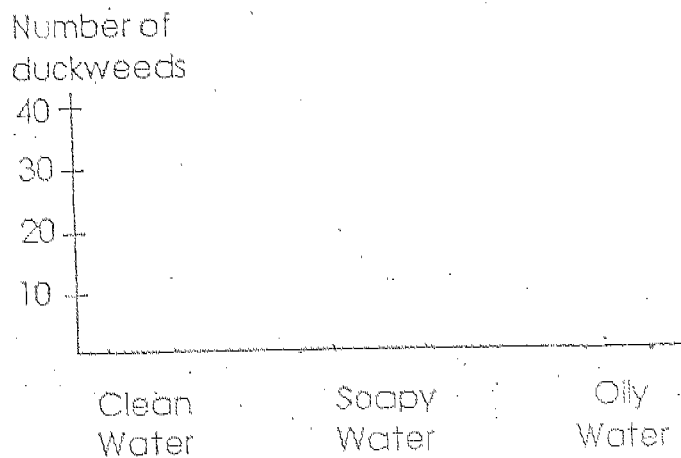 Number of
duckweeds
40
30
20
10
Clean
Water
Soapy
Water
Oily
Water